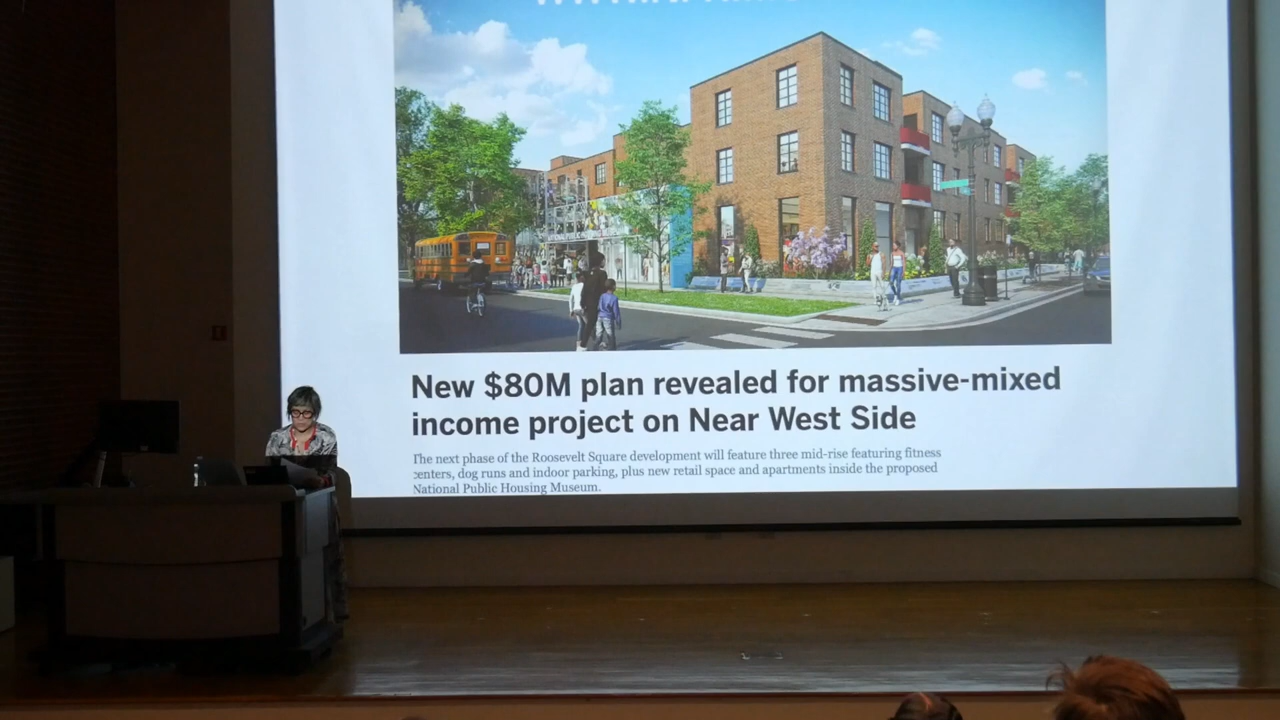 New $80M plan revealed for massive-mixed
income project on Near West Side
The next phase of the Roosevelt Square development will feature three mid-rise featuring fitness
centers, dog runs and indoor parking, plus new retail space and apartments inside the proposed
National Public Housing Museum.